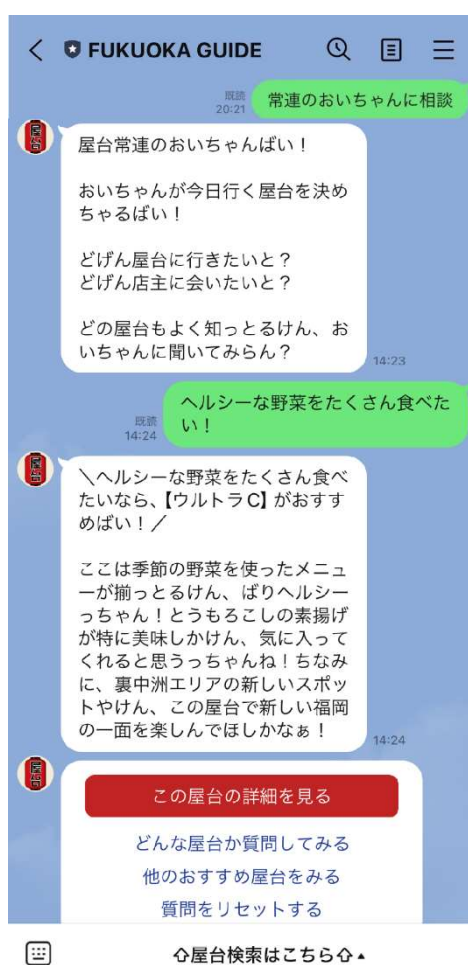 FUKUOKA GUIDE
既読
20:21
常連のおいちゃんに相談
屋台
屋台常連のおいちゃんばい！
おいちゃんが今日行く屋台を決め
ちゃるばい！
どげん屋台に行きたいと？
どげん店主に会いたいと？
どの屋台もよく知っとるけん、お
いちゃんに聞いてみらん？
14:23
ヘルシーな野菜をたくさん食べた
い！
既読
14:24
屋台
＼ヘルシーな野菜をたくさん食べ
たいなら、【ウルトラC】がおすす
めばい！／
ここは季節の野菜を使ったメニュ
ーが揃っとるけん、ばりヘルシー
っちゃん！とうもろこしの素揚げ
が特に美味しかけん、気に入って
くれると思うっちゃんね！ちなみ
に、裏中洲エリアの新しいスポッ
トやけん、この屋台で新しい福岡
の一面を楽しんでほしかなぁ！
14:24
屋台
この屋台の詳細を見る
どんな屋台か質問してみる
他のおすすめ屋台をみる
質問をリセットする
⇧屋台検索はこちら⇧▲